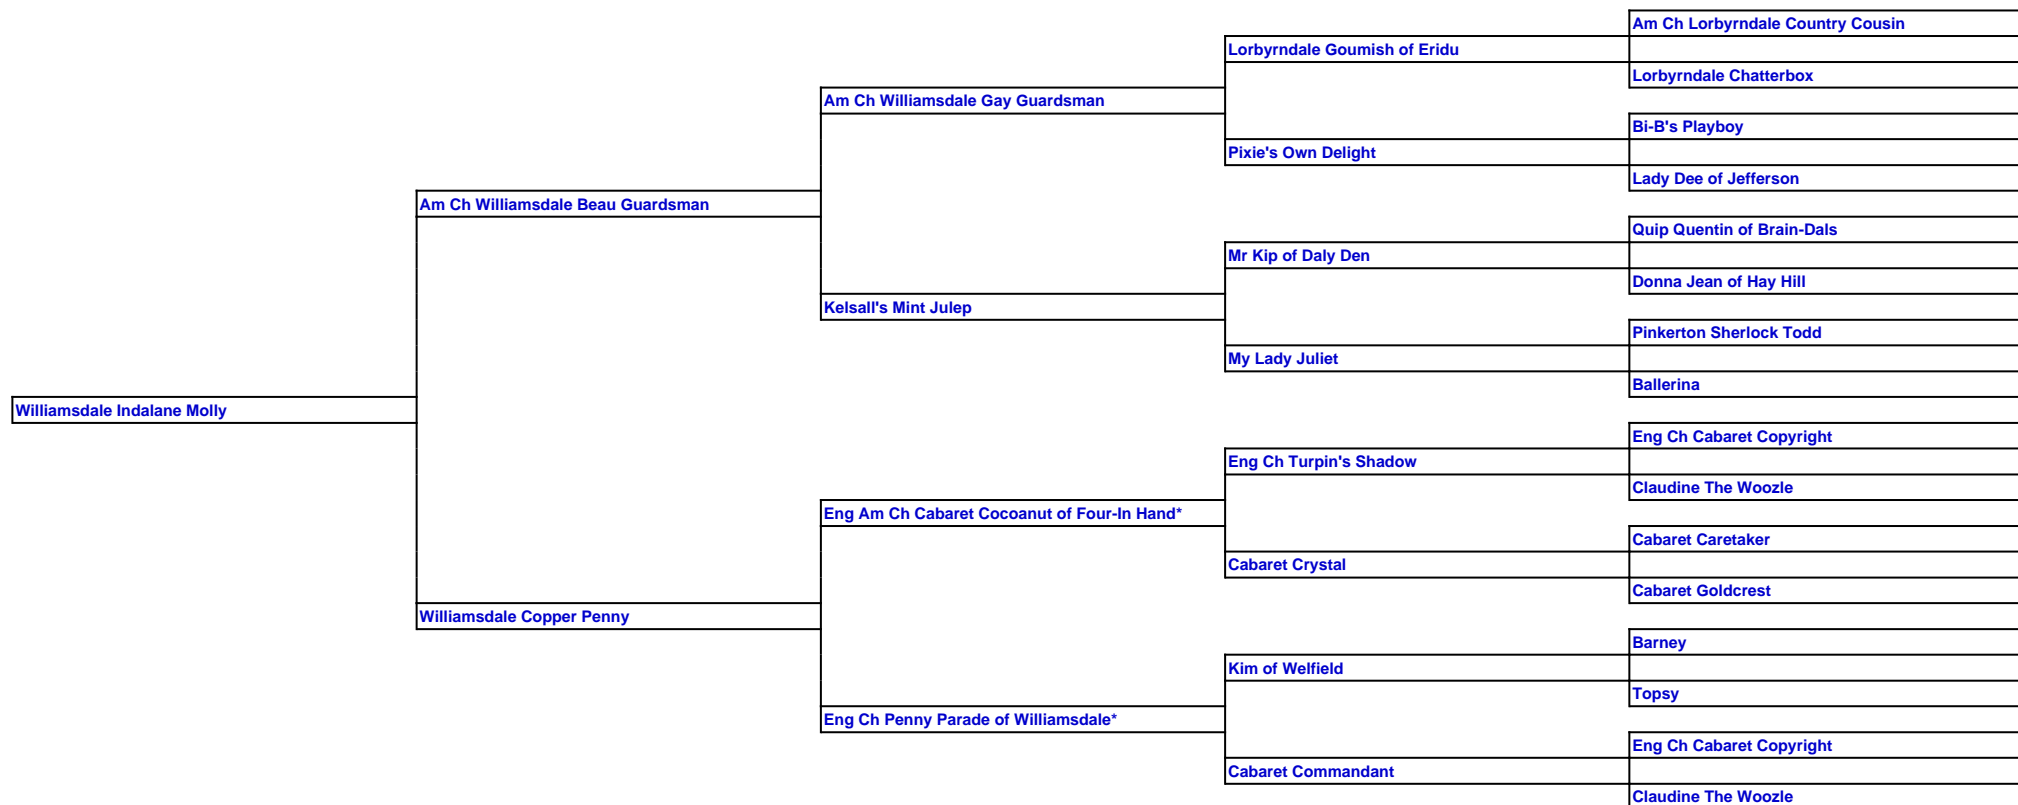 Am Ch Lorbyrndale Country Cousin
Lorbyrndale Goumish of Eridu
Lorbyrndale Chatterbox
Am Ch Williamsdale Gay Guardsman
Bi-B's Playboy
Pixie's Own Delight
Lady Dee of Jefferson
Am Ch Williamsdale Beau Guardsman
Quip Quentin of Brain-Dals
Mr Kip of Daly Den
Donna Jean of Hay Hill
Kelsall's Mint Julep
Pinkerton Sherlock Todd
My Lady Juliet
Ballerina
Williamsdale Indalane Molly
Eng Ch Cabaret Copyright
Eng Ch Turpin's Shadow
Claudine The Woozle
Eng Am Ch Cabaret Cocoanut of Four-In Hand*
Cabaret Caretaker
Cabaret Crystal
Cabaret Goldcrest
Williamsdale Copper Penny
Barney
Kim of Welfield
Topsy
Eng Ch Penny Parade of Williamsdale*
Eng Ch Cabaret Copyright
Cabaret Commandant
Claudine The Woozle